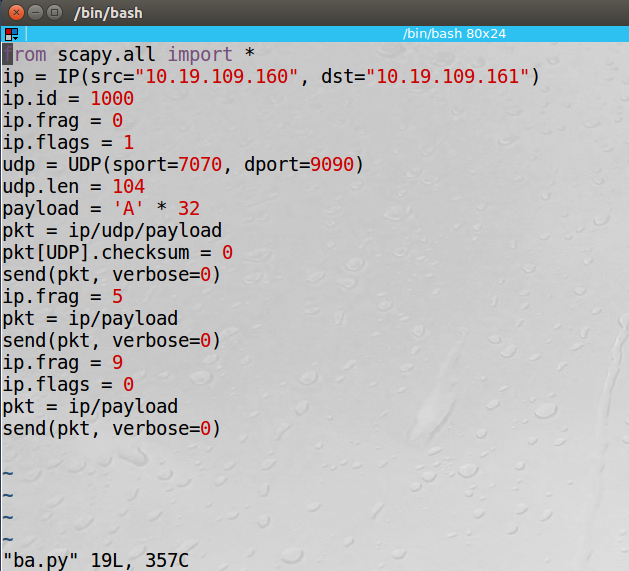 /bin/bash
/bin/bash 80x24
from scapy.all import *
ip = IP(src="10.19.109.160", dst="10.19.109.161")
ip.id = 1000
ip.frag = 0
ip.flags = 1
udp = UDP(sport=7070, dport=9090)
udp.len = 104
payload = 'A' * 32
pkt = ip/udp/payload
pkt[UDP].checksum = 0
send(pkt, verbose=0)
ip.frag = 5
pkt = ip/payload
send(pkt, verbose=0)
ip.frag = 9
ip.flags = 0
pkt = ip/payload
send(pkt, verbose=0)
~
~
~
~
"ba.py" 19L, 357C